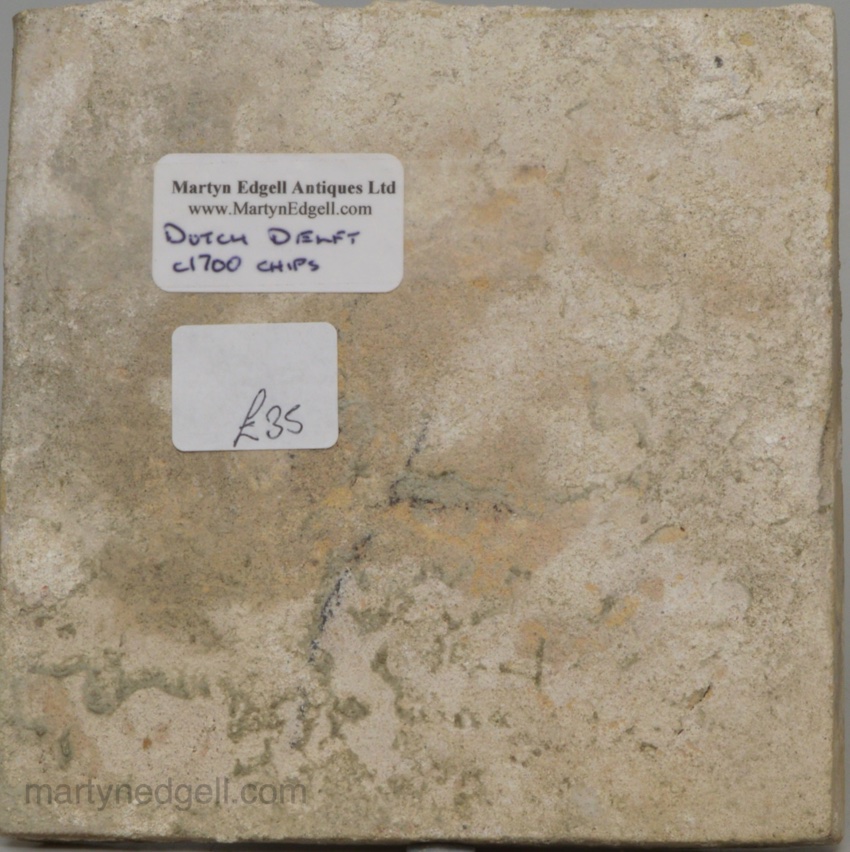 Martyn Edgell Antiques Ltd
www.MartynEdgell.com
DUTCH DELFT
c1700 CHIPS
£35
martynedgell.com